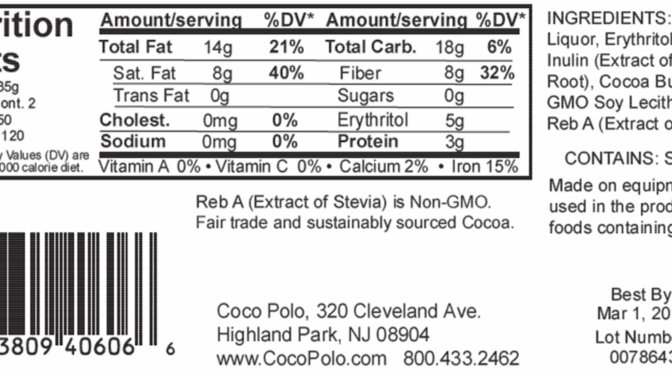 rition
Amount/serving %DV* Amount/serving %DV*
Total Fat 14g 21% Total Carb. 18g 6%
Sat. Fat 8g 40% Fiber 8g 32%
Trans Fat 0g Sugars 0g
Cholest. 0mg 0% Erythritol 5g
Sodium 0mg 0% Protein 3g
Vitamin A 0% • Vitamin C 0% • Calcium 2% • Iron 15%
ts
35g
ont. 2
50
120
y Values (DV) are
000 calorie diet.
INGREDIENTS:
Liquor, Erythritol
Inulin (Extract of
Root), Cocoa Bu
GMO Soy Lecith
Reb A (Extract o
CONTAINS: S
Made on equipm
used in the prod
foods containing
Reb A (Extract of Stevia) is Non-GMO.
Fair trade and sustainably sourced Cocoa.
3809 40606 6
Coco Polo, 320 Cleveland Ave.
Highland Park, NJ 08904
www.CocoPolo.com 800.433.2462
Best By
Mar 1, 20
Lot Numb
0078643